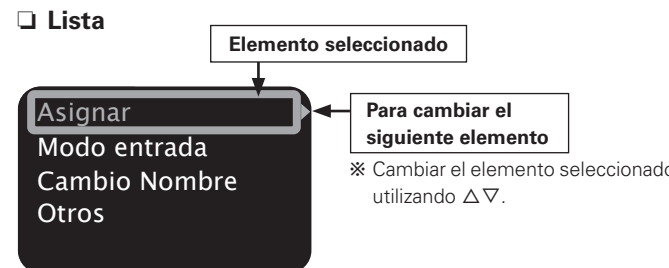 ❏ Lista
Elemento seleccionado
Asignar
Modo entrada
Cambio Nombre
Otros
Para cambiar el
siguiente elemento
※ Cambiar el elemento seleccionado
utilizando △▽.